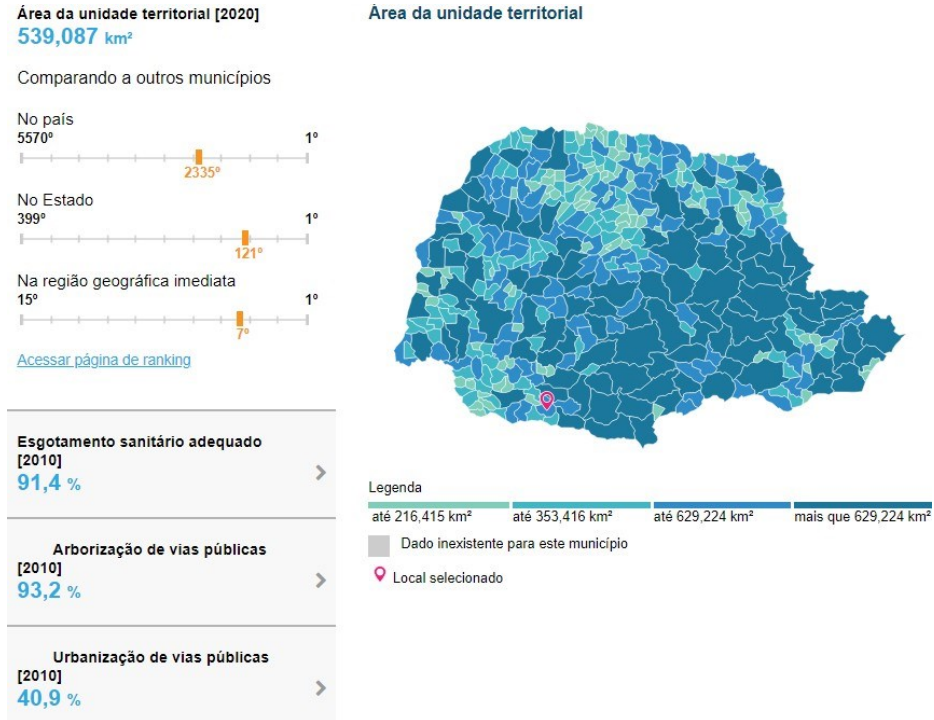 Área da unidade territorial [2020]
539,087 km²
Comparando a outros municípios
No país
5570º 1º
2335º
No Estado
399º 1º
121º
Na região geográfica imediata
15º 1º
7º
Acessar página de ranking
Esgotamento sanitário adequado
[2010]
91,4 %
Arborização de vias públicas
[2010]
93,2 %
Urbanização de vias públicas
[2010]
40,9 %
Área da unidade territorial
Legenda
até 216,415 km² até 353,416 km² até 629,224 km² mais que 629,224 km²
Dado inexistente para este município
Local selecionado